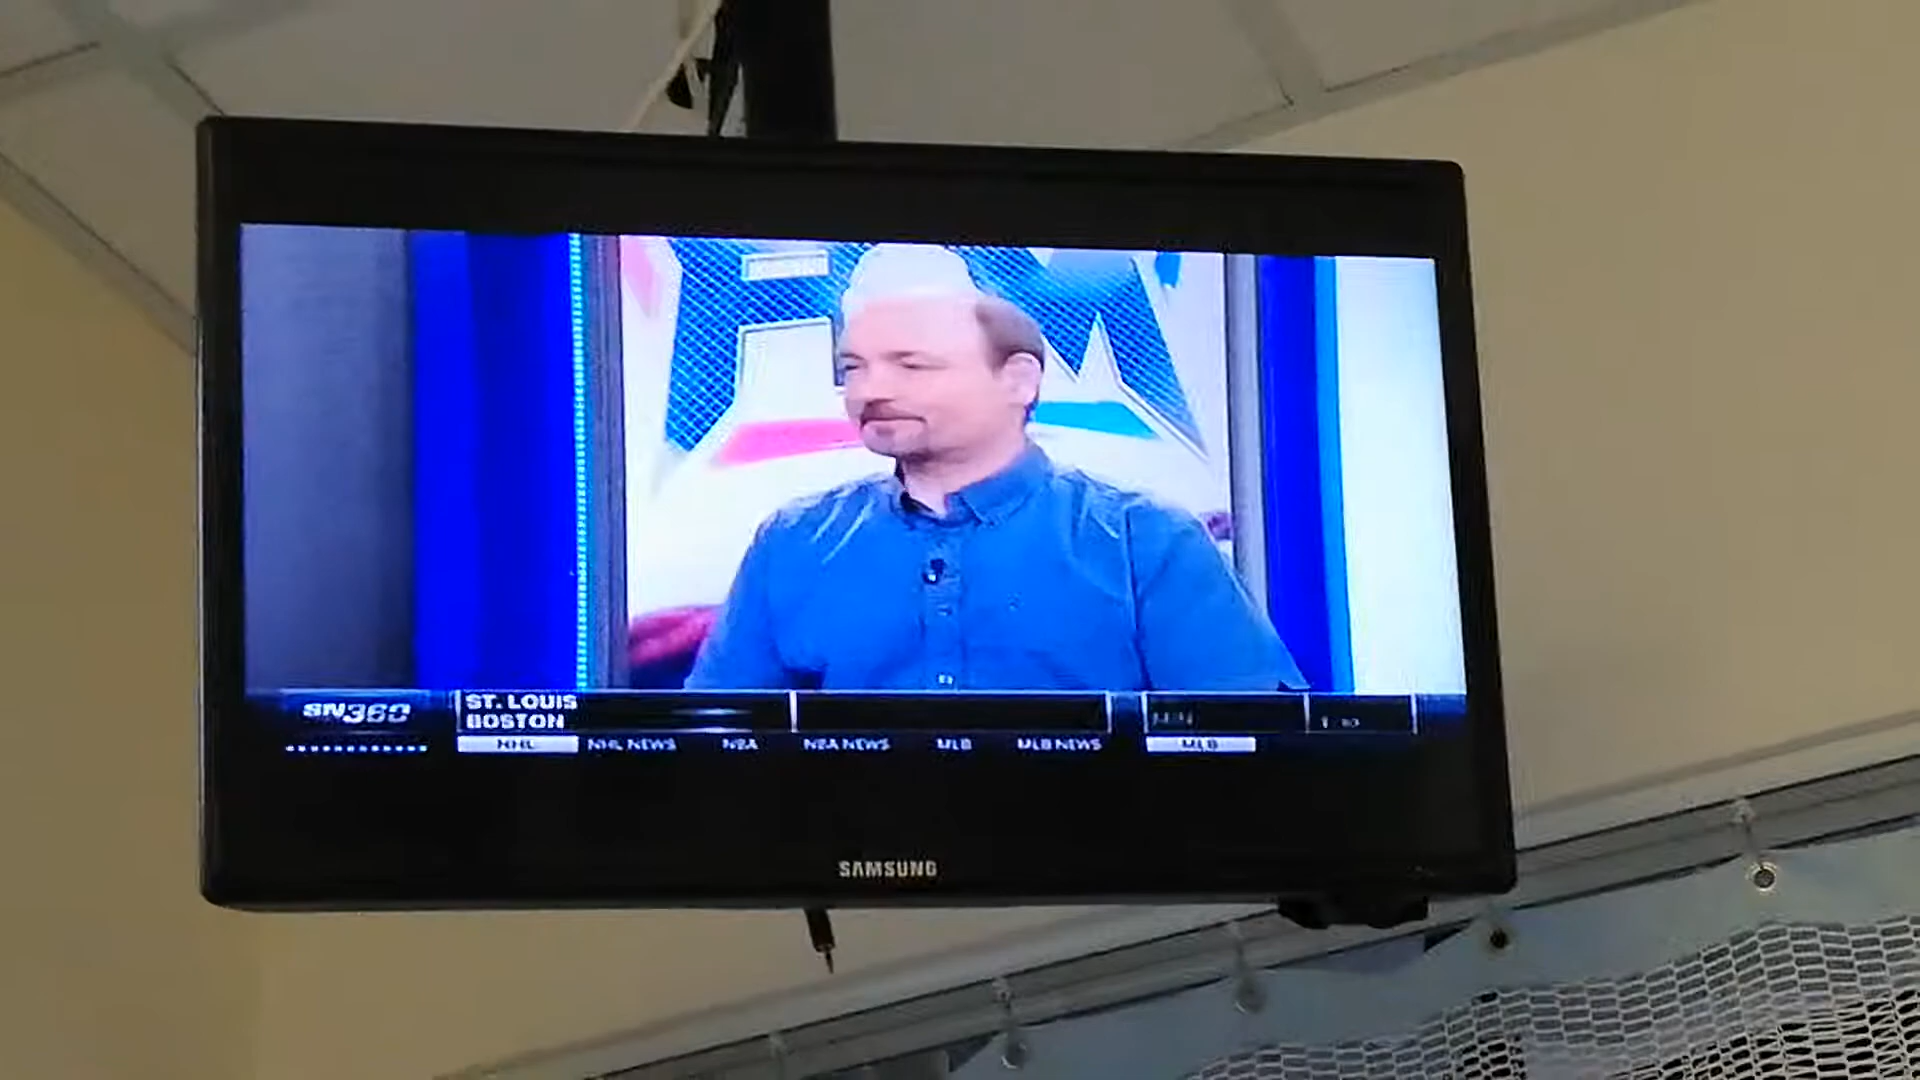 SN360
ST. LOUIS
BOSTON
NHL NHL NEWS NBA NBA NEWS MLB MLB NEWS MLB
SAMSUNG